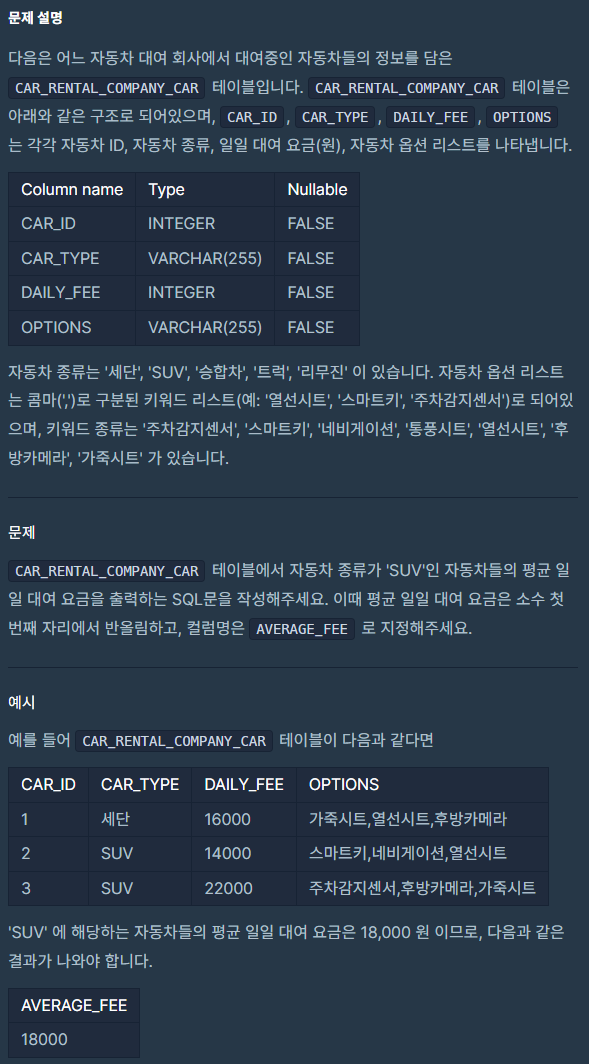 문제 설명
다음은 어느 자동차 대여 회사에서 대여중인 자동차들의 정보를 담은
CAR_RENTAL_COMPANY_CAR 테이블입니다. CAR_RENTAL_COMPANY_CAR 테이블은
아래와 같은 구조로 되어있으며, CAR_ID, CAR_TYPE, DAILY_FEE, OPTIONS
는 각각 자동차 ID, 자동차 종류, 일일 대여 요금(원), 자동차 옵션 리스트를 나타냅니다.
Column name Type Nullable
CAR_ID INTEGER FALSE
CAR_TYPE VARCHAR(255) FALSE
DAILY_FEE INTEGER FALSE
OPTIONS VARCHAR(255) FALSE
자동차 종류는 '세단', 'SUV', '승합차', '트럭', '리무진' 이 있습니다. 자동차 옵션 리스트
는 콤마(',')로 구분된 키워드 리스트(예: '열선시트', '스마트키', '주차감지센서')로 되어있
으며, 키워드 종류는 '주차감지센서', '스마트키', '네비게이션', '통풍시트', '열선시트', '후
방카메라', '가죽시트' 가 있습니다.
문제
CAR_RENTAL_COMPANY_CAR 테이블에서 자동차 종류가 'SUV'인 자동차들의 평균 일
일 대여 요금을 출력하는 SQL문을 작성해주세요. 이때 평균 일일 대여 요금은 소수 첫
번째 자리에서 반올림하고, 컬럼명은 AVERAGE_FEE 로 지정해주세요.
예시
예를 들어 CAR_RENTAL_COMPANY_CAR 테이블이 다음과 같다면
CAR_ID CAR_TYPE DAILY_FEE OPTIONS
1 세단 16000 가죽시트,열선시트,후방카메라
2 SUV 14000 스마트키,네비게이션,열선시트
3 SUV 22000 주차감지센서,후방카메라,가죽시트
'SUV' 에 해당하는 자동차들의 평균 일일 대여 요금은 18,000 원 이므로, 다음과 같은
결과가 나와야 합니다.
AVERAGE_FEE
18000